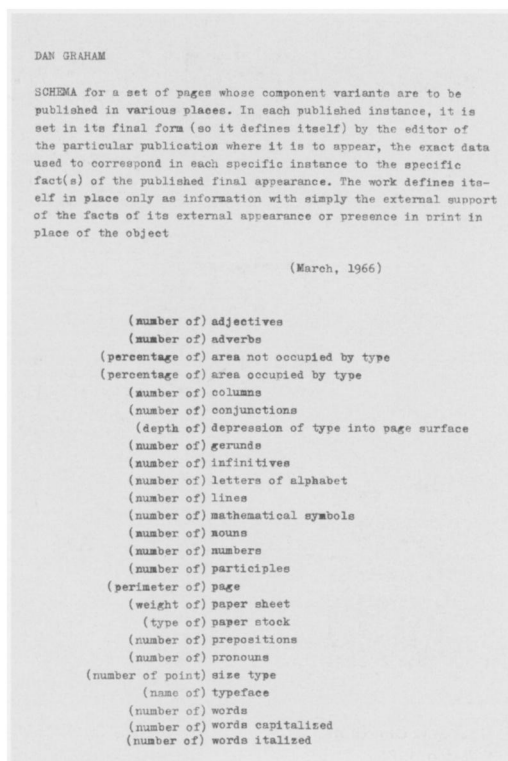 DAN GRAHAM
SCHEMA for a set of pages whose component variants are to be
published in various places. In each published instance, it is
set in its final form (so it defines itself) by the editor of
the particular publication where it is to appear, the exact data
used to correspond in each specific instance to the specific
fact(s) of the published final appearance. The work defines its-
elf in place only as information with simply the external support
of the facts of its external appearance or presence in print in
place of the object
(March, 1966)
(number of) adjectives
(number of) adverbs
(percentage of) area not occupied by type
(percentage of) area occupied by type
(number of) columns
(number of) conjunctions
(depth of) depression of type into page surface
(number of) gerunds
(number of) infinitives
(number of) letters of alphabet
(number of) lines
(number of) mathematical symbols
(number of) nouns
(number of) numbers
(number of) participles
(perimeter of) page
(weight of) paper sheet
(type of) paper stock
(number of) prepositions
(number of) pronouns
(number of point) size type
(name of) typeface
(number of) words
(number of) words capitalized
(number of) words italized